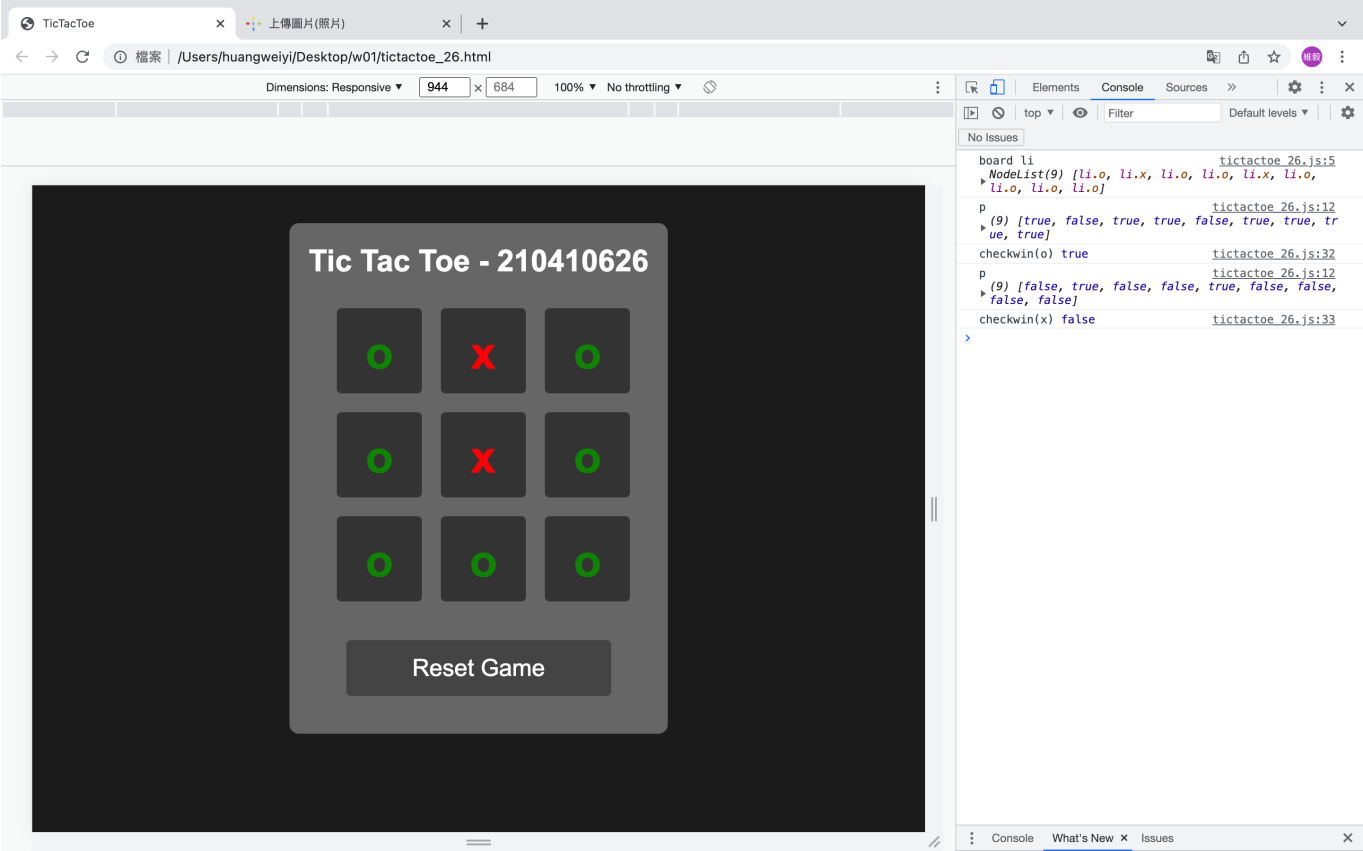 TicTacToe
上傳圖片(照片)
檔案 /Users/huangweiyi/Desktop/w01/tictactoe_26.html
維毅
Dimensions: Responsive ▼ 944 × 684 100% ▼ No throttling ▼
Elements Console Sources »
top ▼ Filter Default levels ▼
No Issues
board li tictactoe_26.js:5
NodeList(9) [li.o, li.x, li.o, li.o, li.x, li.o,
li.o, li.o, li.o]
p tictactoe_26.js:12
(9) [true, false, true, true, false, true, true, tr
ue, true]
checkwin(o) true tictactoe_26.js:32
p tictactoe_26.js:12
(9) [false, true, false, false, true, false, false,
false, false]
checkwin(x) false tictactoe_26.js:33
Tic Tac Toe - 210410626
o x o
o x o
o o o
Reset Game
Console What's New × Issues